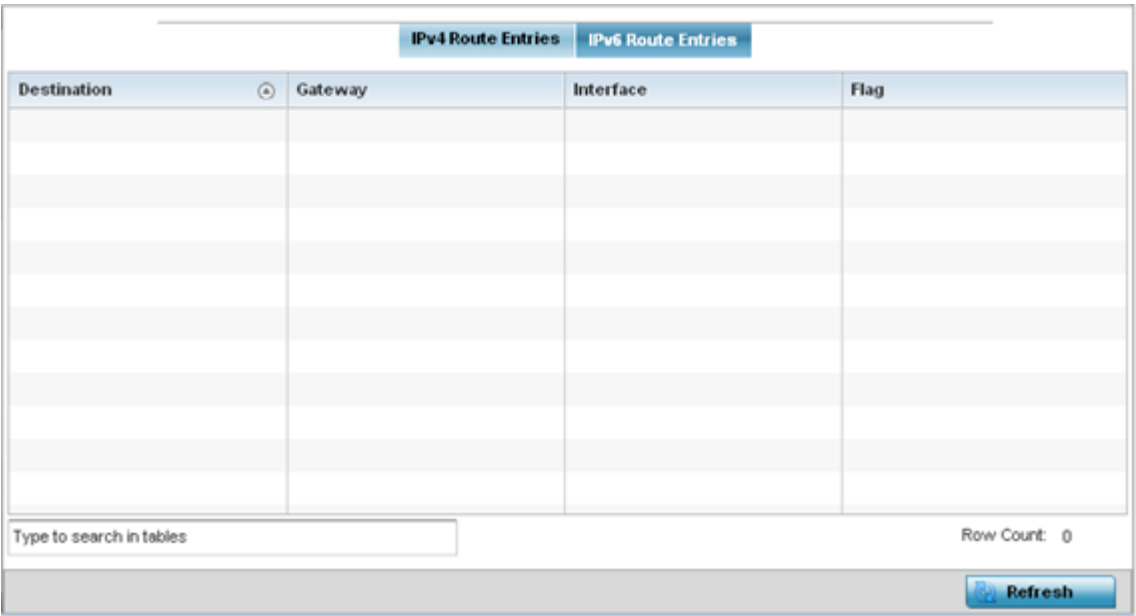 IPv4 Route Entries IPv6 Route Entries
Destination Gateway Interface Flag
Type to search in tables Row Count: 0
Refresh